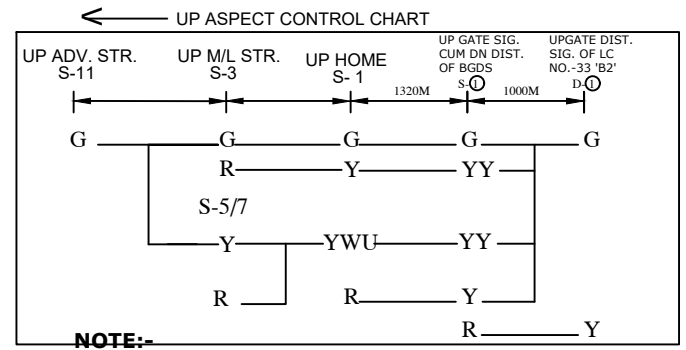 UP ASPECT CONTROL CHART
UP ADV. STR.
S-11
UP M/L STR.
S-3
UP HOME
S- 1
UP GATE SIG.
CUM DN DIST.
OF BGDS
S-1
UPGATE DIST.
SIG. OF LC
NO.-33 'B2'
D-1
1320M
1000M
G G G G G
R Y YY
S-5/7
Y YWU YY
R R Y
R Y
NOTE:-